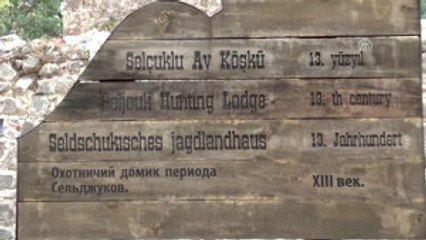 Selçuklu Av Köşkü 13. yüzyıl
Seljouk Hunting Lodge 13. th century
Seldschukisches jagdlandhaus 13. Jahrhundert
Охотничий домик периода
Сельджуков. XIII век.